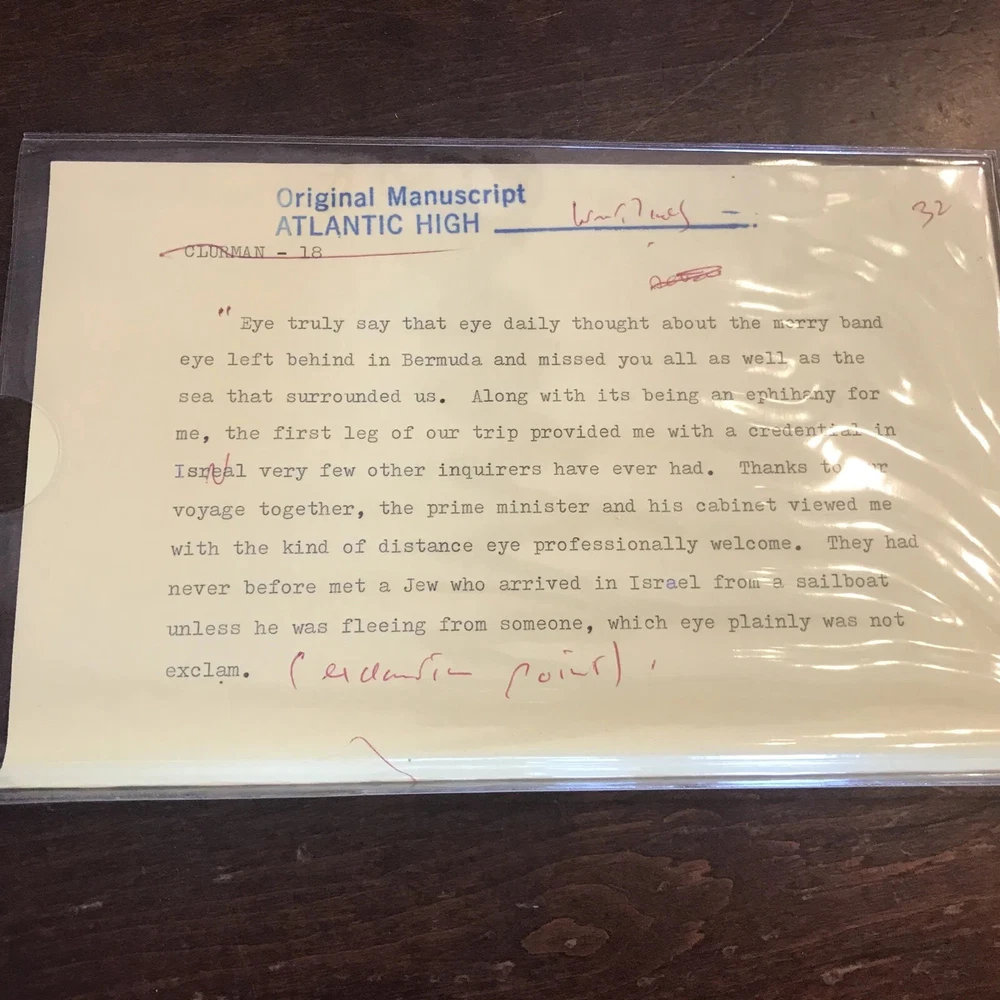 Original Manuscript
ATLANTIC HIGH
32
CLURMAN - 18
" Eye truly say that eye daily thought about the merry band
eye left behind in Bermuda and missed you all as well as the
sea that surrounded us. Along with its being an ephihany for
me, the first leg of our trip provided me with a credential in
Isreal very few other inquirers have ever had. Thanks to our
voyage together, the prime minister and his cabinet viewed me
with the kind of distance eye professionally welcome. They had
never before met a Jew who arrived in Israel from a sailboat
unless he was fleeing from someone, which eye plainly was not
exclam. (exclamation point).